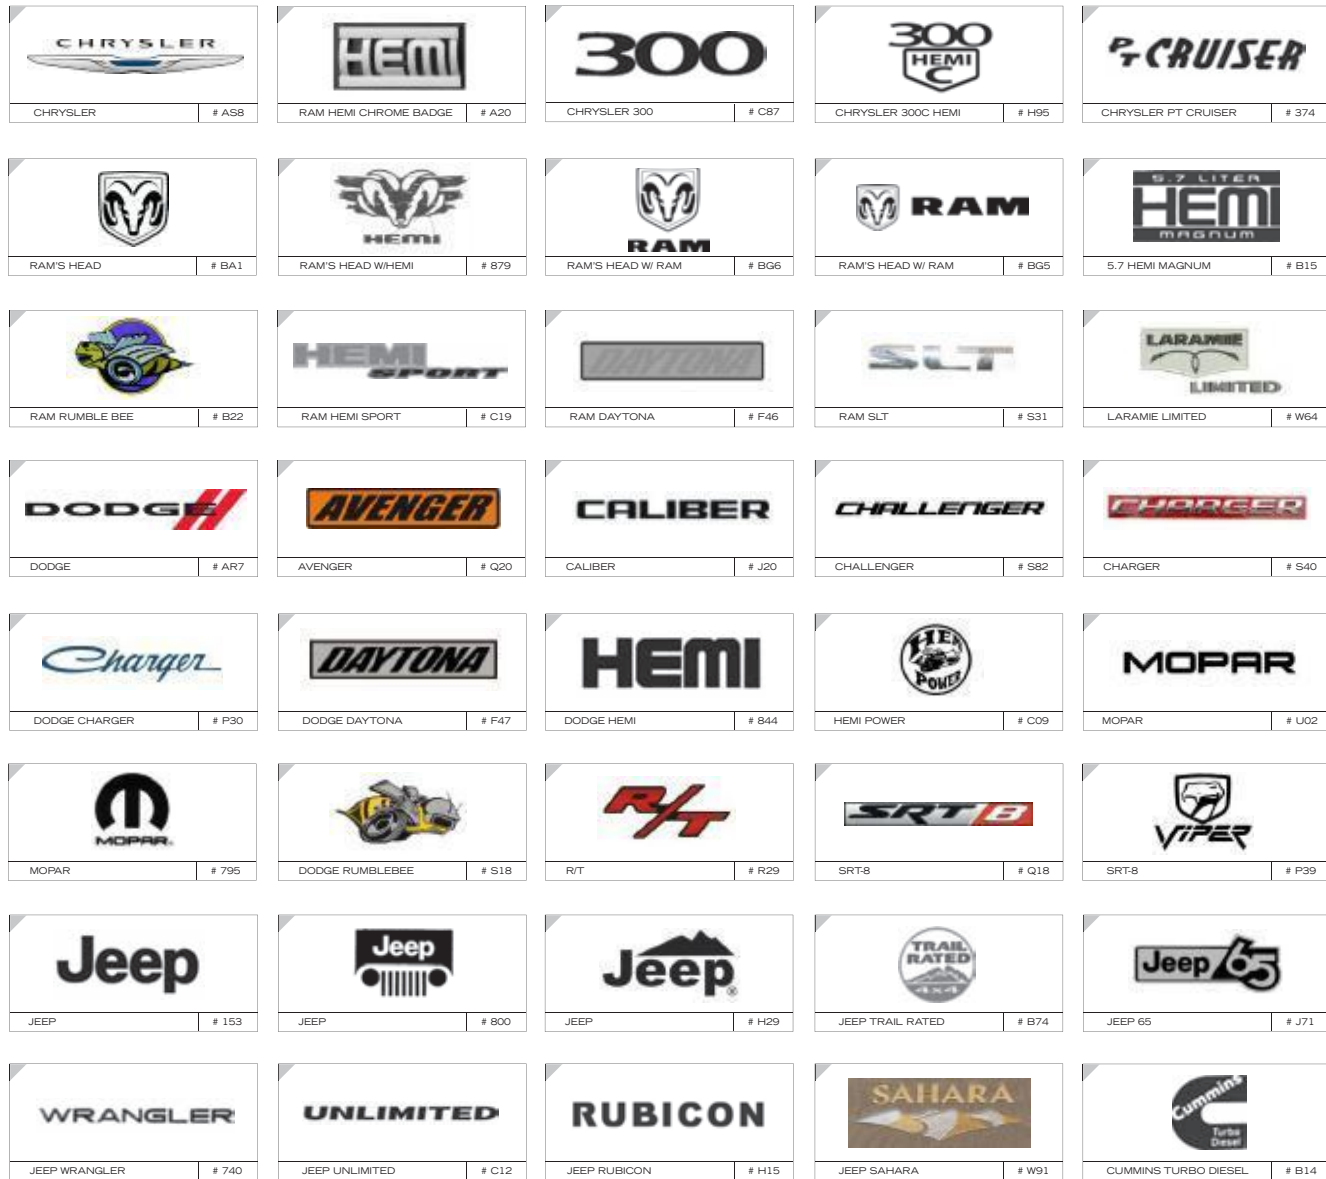 CHRYSLER
HEMI
300
300
HEMI
C
PT CRUISER
CHRYSLER # AS8
RAM HEMI CHROME BADGE # A20
CHRYSLER 300 # C87
CHRYSLER 300C HEMI # H95
CHRYSLER PT CRUISER # 374
HEMI
RAM
RAM
5.7 LITER
HEMI
MAGNUM
RAM'S HEAD # BA1
RAM'S HEAD W/HEMI # 879
RAM'S HEAD W/ RAM # BG6
RAM'S HEAD W/ RAM # BG5
5.7 HEMI MAGNUM # B15
HEMI
SPORT
DAYTONA
SLT
LARAMIE
LIMITED
RAM RUMBLE BEE # B22
RAM HEMI SPORT # C19
RAM DAYTONA # F46
RAM SLT # S31
LARAMIE LIMITED # W64
DODGE
AVENGER
CALIBER
CHALLENGER
CHARGER
DODGE # AR7
AVENGER # Q20
CALIBER # J20
CHALLENGER # S82
CHARGER # S40
Charger
DAYTONA
HEMI
HEMI
POWER
MOPAR
DODGE CHARGER # P30
DODGE DAYTONA # F47
DODGE HEMI # 844
HEMI POWER # C09
MOPAR # U02
MOPAR
R/T
SRT 8
VIPER
MOPAR # 795
DODGE RUMBLEBEE # S18
R/T # R29
SRT-8 # Q18
SRT-8 # P39
Jeep
Jeep
Jeep®
TRAIL
RATED
4x4
Jeep 65
JEEP # 153
JEEP # 800
JEEP # H29
JEEP TRAIL RATED # B74
JEEP 65 # J71
WRANGLER
UNLIMITED
RUBICON
SAHARA
Cummins
Turbo
Diesel
JEEP WRANGLER # 740
JEEP UNLIMITED # C12
JEEP RUBICON # H15
JEEP SAHARA # W91
CUMMINS TURBO DIESEL # B14